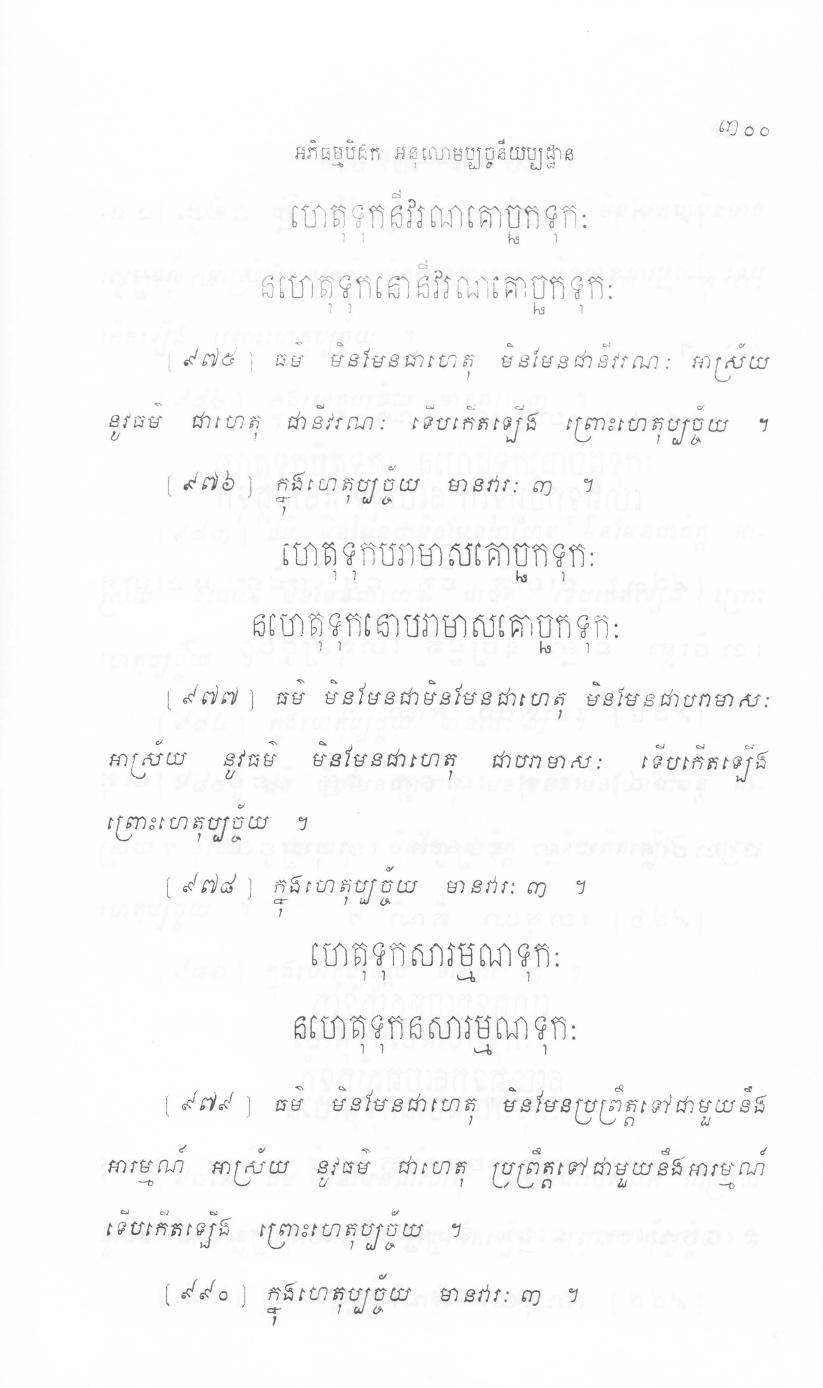 ៣០០
អភិធម្មបិដក អនុលោមប្បច្ចនីយប្បដ្ឋាន
ហេតុទុកនីវរណគោច្ឆកទុកៈ
នហេតុទុកនោនីវរណគោច្ឆកទុកៈ
[ ៩៧៥ ] ធម៌ មិនមែនជាហេតុ មិនមែនជានីវរណៈ អាស្រ័យ
នូវធម៌ ជាហេតុ ជានីវរណៈ ទើបកើតឡើង ព្រោះហេតុប្បច្ច័យ ។
[ ៩៧៦ ] ក្នុងហេតុប្បច្ច័យ មានវារៈ ៣ ។
ហេតុទុកបរាមាសគោច្ឆកទុកៈ
នហេតុទុកនោបរាមាសគោច្ឆកទុកៈ
[ ៩៧៧ ] ធម៌ មិនមែនជាមិនមែនជាហេតុ មិនមែនជាបរាមាសៈ
អាស្រ័យ នូវធម៌ មិនមែនជាហេតុ ជាបរាមាសៈ ទើបកើតឡើង
ព្រោះហេតុប្បច្ច័យ ។
[ ៩៧៨ ] ក្នុងហេតុប្បច្ច័យ មានវារៈ ៣ ។
ហេតុទុកសារម្មណទុកៈ
នហេតុទុកនសារម្មណទុកៈ
[ ៩៧៩ ] ធម៌ មិនមែនជាហេតុ មិនមែនប្រព្រឹត្តទៅជាមួយនឹង
អារម្មណ៍ អាស្រ័យ នូវធម៌ ជាហេតុ ប្រព្រឹត្តទៅជាមួយនឹងអារម្មណ៍
ទើបកើតឡើង ព្រោះហេតុប្បច្ច័យ ។
[ ៩៩០ ] ក្នុងហេតុប្បច្ច័យ មានវារៈ ៣ ។